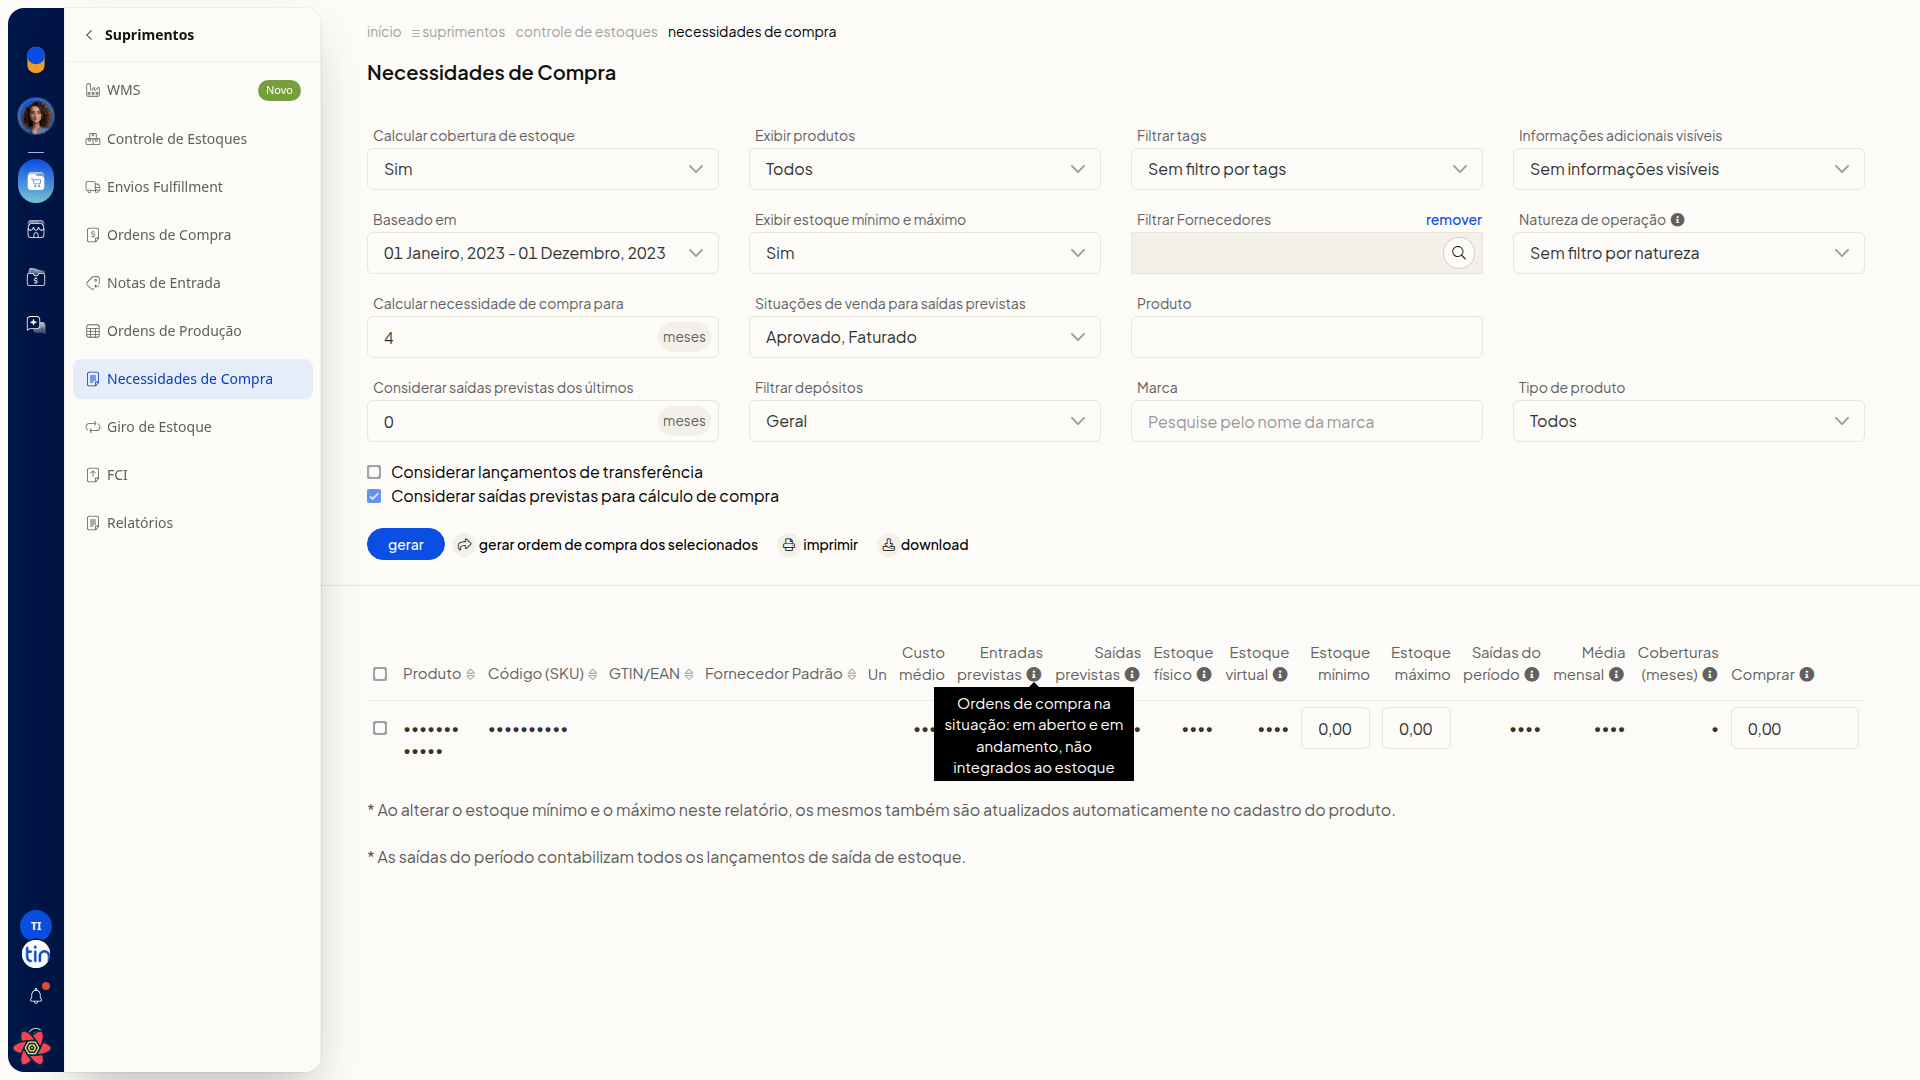 Suprimentos
WMS
Novo
Controle de Estoques
Envios Fulfillment
Ordens de Compra
Notas de Entrada
Ordens de Produção
Necessidades de Compra
Giro de Estoque
FCI
Relatórios
TI
tin
início suprimentos controle de estoques necessidades de compra
Necessidades de Compra
Calcular cobertura de estoque
Sim
Exibir produtos
Todos
Filtrar tags
Sem filtro por tags
Informações adicionais visíveis
Sem informações visíveis
Baseado em
01 Janeiro, 2023 - 01 Dezembro, 2023
Exibir estoque mínimo e máximo
Sim
Filtrar Fornecedores
remover
Natureza de operação
Sem filtro por natureza
Calcular necessidade de compra para
4
meses
Situações de venda para saídas previstas
Aprovado, Faturado
Produto
Considerar saídas previstas dos últimos
0
meses
Filtrar depósitos
Geral
Marca
Pesquise pelo nome da marca
Tipo de produto
Todos
Considerar lançamentos de transferência
Considerar saídas previstas para cálculo de compra
gerar
gerar ordem de compra dos selecionados
imprimir
download
Produto
Código (SKU)
GTIN/EAN
Fornecedor Padrão
Un
Custo médio
Entradas previstas
Saídas previstas
Estoque físico
Estoque virtual
Estoque mínimo
Estoque máximo
Saídas do período
Média mensal
Coberturas (meses)
Comprar
Ordens de compra na
situação: em aberto e em
andamento, não
integrados ao estoque
0,00
0,00
0,00
* Ao alterar o estoque mínimo e o máximo neste relatório, os mesmos também são atualizados automaticamente no cadastro do produto.
* As saídas do período contabilizam todos os lançamentos de saída de estoque.